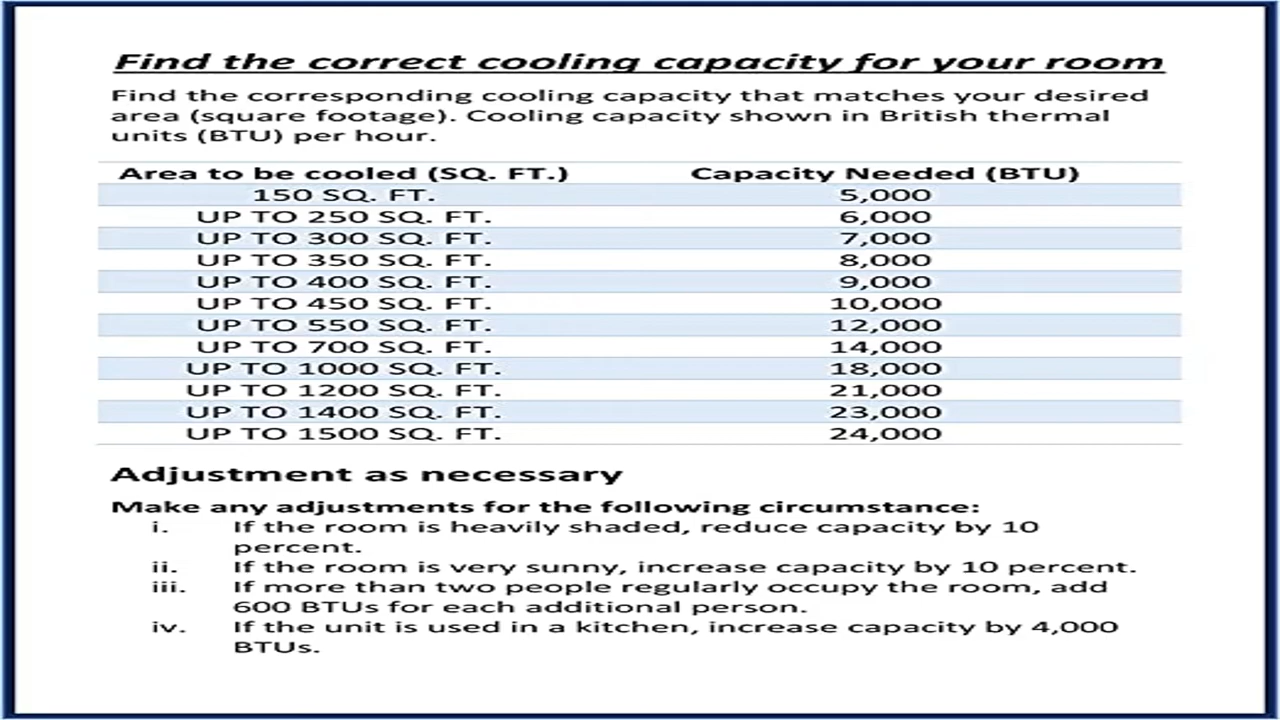 Find the correct cooling capacity for your room
Find the corresponding cooling capacity that matches your desired
area (square footage). Cooling capacity shown in British thermal
units (BTU) per hour.
Area to be cooled (SQ. FT.) Capacity Needed (BTU)
150 SQ. FT. 5,000
UP TO 250 SQ. FT. 6,000
UP TO 300 SQ. FT. 7,000
UP TO 350 SQ. FT. 8,000
UP TO 400 SQ. FT. 9,000
UP TO 450 SQ. FT. 10,000
UP TO 550 SQ. FT. 12,000
UP TO 700 SQ. FT. 14,000
UP TO 1000 SQ. FT. 18,000
UP TO 1200 SQ. FT. 21,000
UP TO 1400 SQ. FT. 23,000
UP TO 1500 SQ. FT. 24,000
Adjustment as necessary
Make any adjustments for the following circumstance:
i. If the room is heavily shaded, reduce capacity by 10
percent.
ii. If the room is very sunny, increase capacity by 10 percent.
iii. If more than two people regularly occupy the room, add
600 BTUs for each additional person.
iv. If the unit is used in a kitchen, increase capacity by 4,000
BTUs.